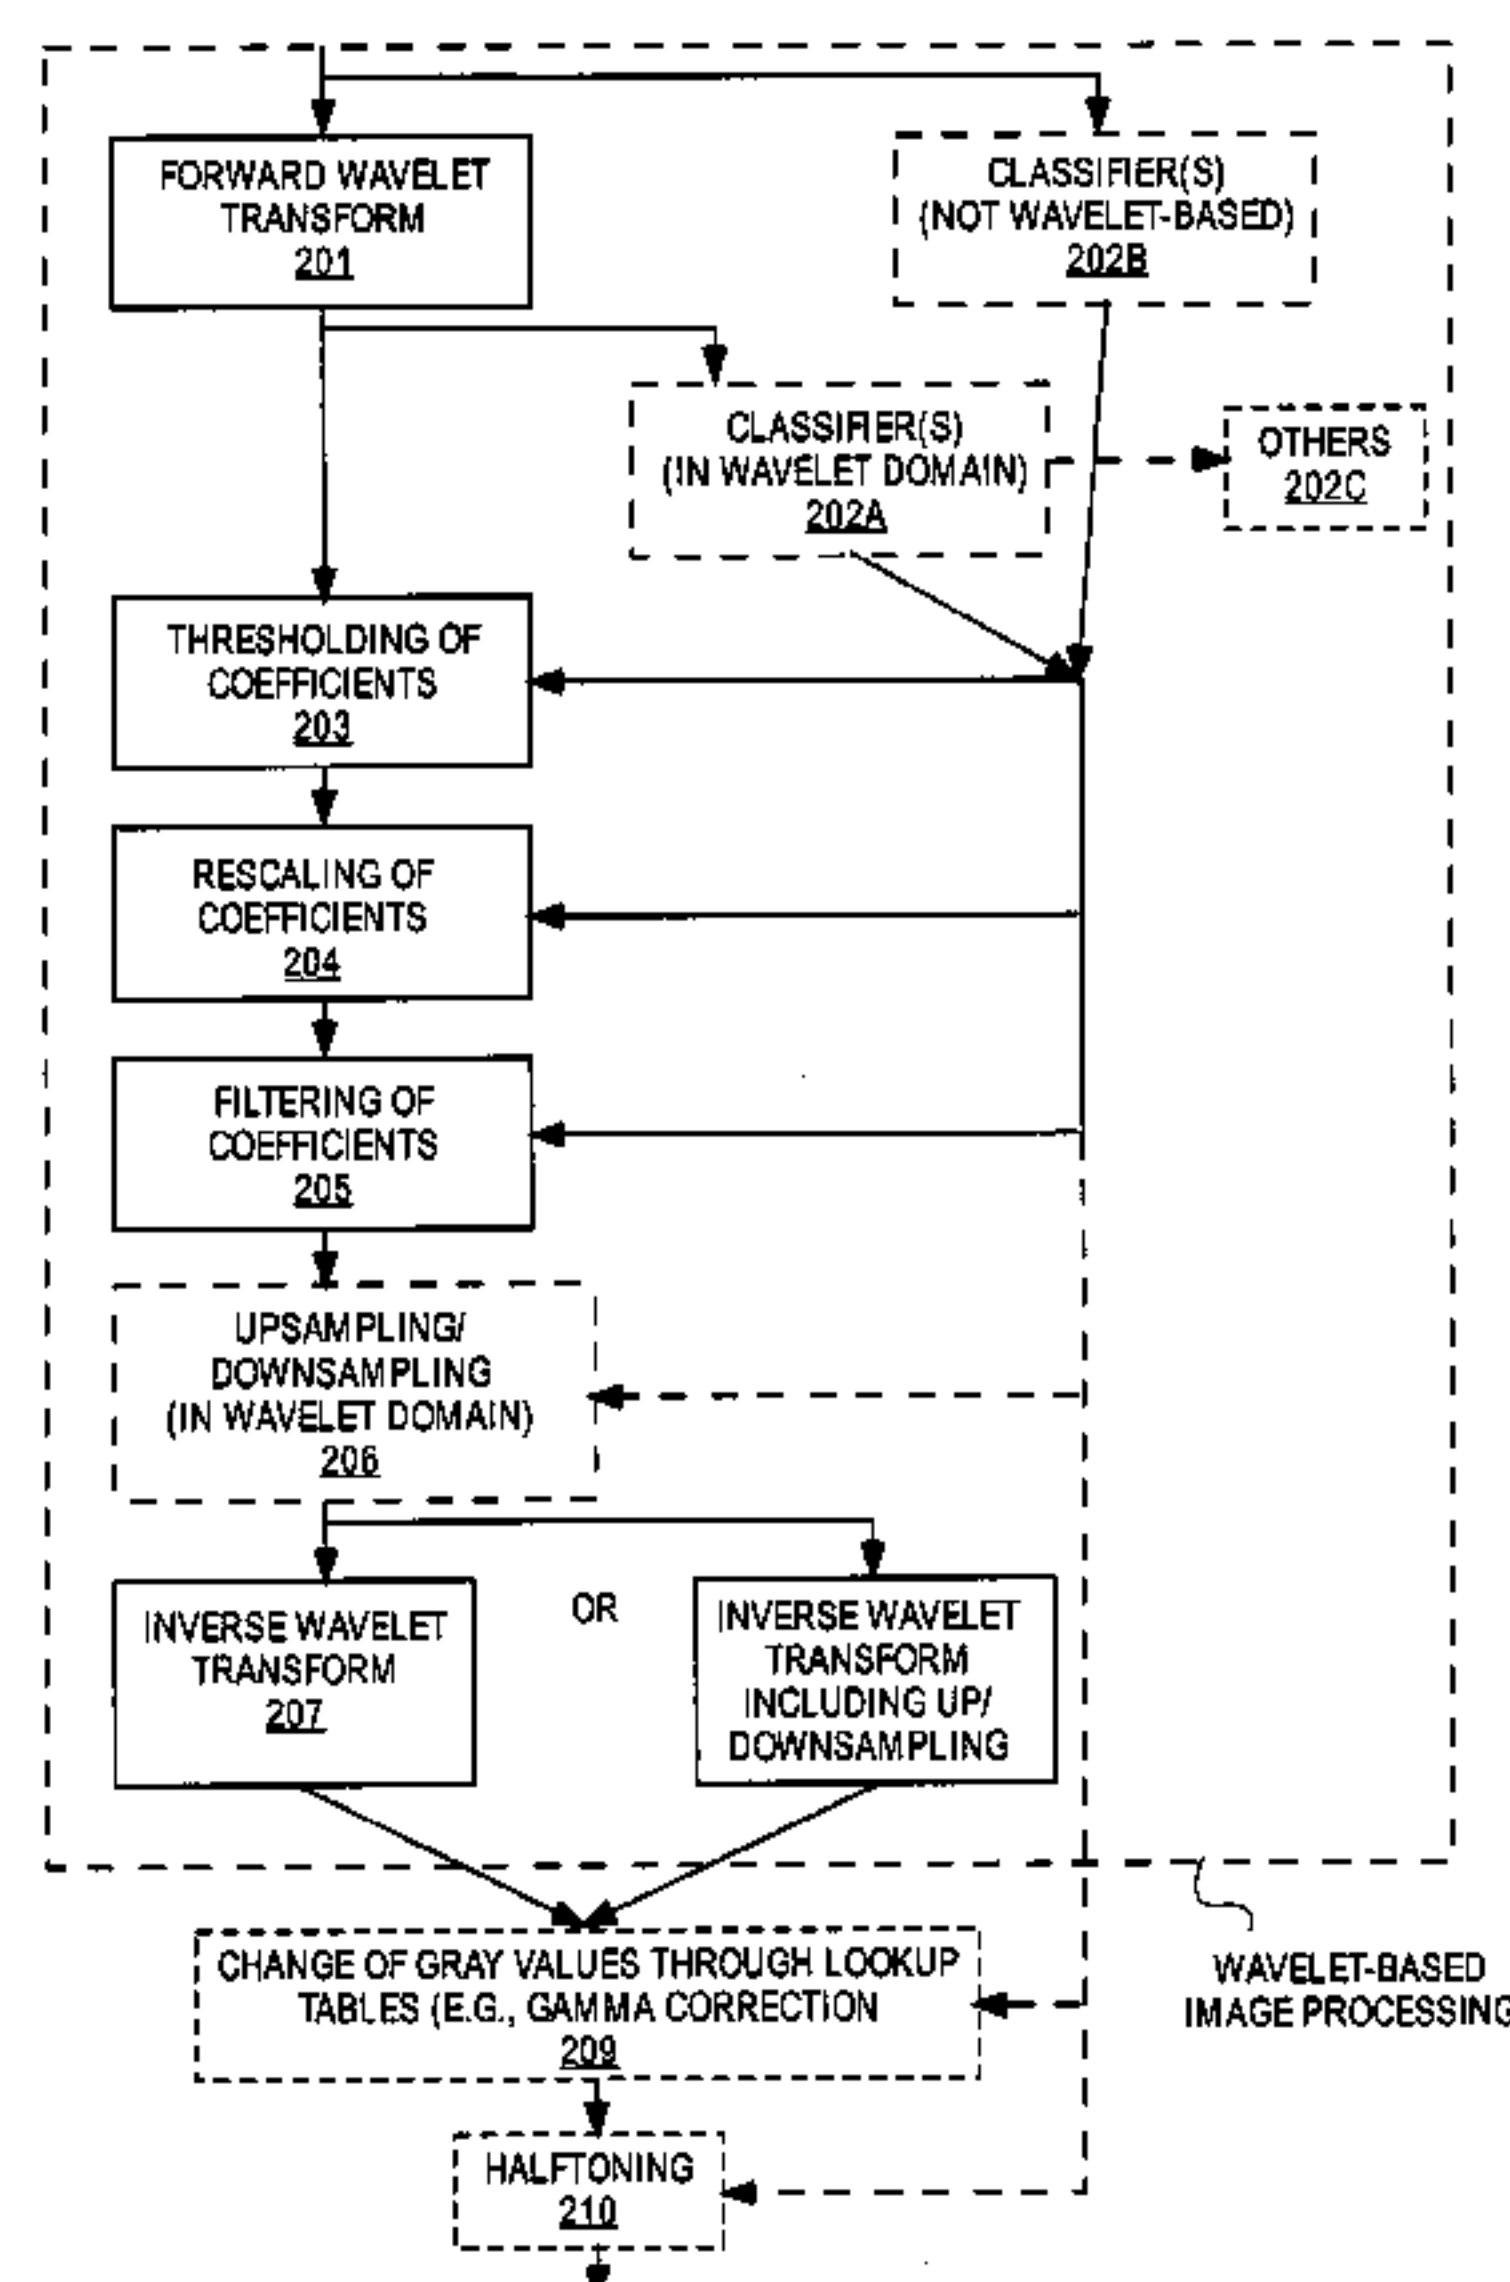 FORWARD WAVELET
TRANSFORM
201
CLASSIFIER(S)
(NOT WAVELET-BASED)
202B
CLASSIFIER(S)
(IN WAVELET DOMAIN)
202A
OTHERS
202C
THRESHOLDING OF
COEFFICIENTS
203
RESCALING OF
COEFFICIENTS
204
FILTERING OF
COEFFICIENTS
205
UPSAMPLING/
DOWNSAMPLING
(IN WAVELET DOMAIN)
206
INVERSE WAVELET
TRANSFORM
207
OR
INVERSE WAVELET
TRANSFORM
INCLUDING UP/
DOWNSAMPLING
CHANGE OF GRAY VALUES THROUGH LOOKUP
TABLES (E.G., GAMMA CORRECTION
209
WAVELET-BASED
IMAGE PROCESSING
HALFTONING
210